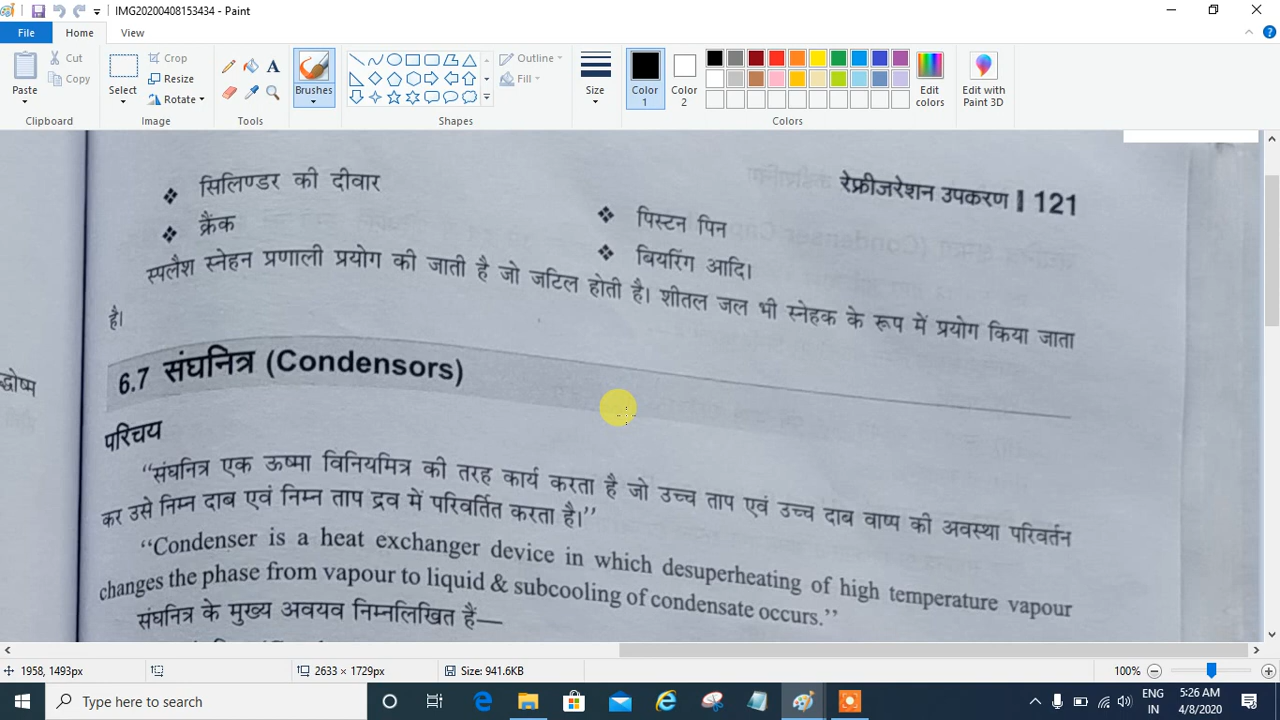 IMG20200408153434 - Paint
File
Home
View
Paste
Cut
Copy
Clipboard
Select
Crop
Resize
Rotate
Image
Tools
Brushes
Shapes
Outline
Fill
Size
Color 1
Color 2
Colors
Edit colors
Edit with Paint 3D
रेफ्रीजरेशन उपकरण | 121
❖ सिलिण्डर की दीवार
❖ पिस्टन पिन
❖ क्रैंक
❖ बियरिंग आदि।
स्पलैश स्नेहन प्रणाली प्रयोग की जाती है जो जटिल होती है। शीतल जल भी स्नेहक के रूप में प्रयोग किया जाता
है।
6.7 संघनित्र (Condensors)
परिचय
“संघनित्र एक ऊष्मा विनियमित्र की तरह कार्य करता है जो उच्च ताप एवं उच्च दाब वाष्प की अवस्था परिवर्तन
कर उसे निम्न दाब एवं निम्न ताप द्रव में परिवर्तित करता है।”
“Condenser is a heat exchanger device in which desuperheating of high temperature vapour
changes the phase from vapour to liquid & subcooling of condensate occurs.”
संघनित्र के मुख्य अवयव निम्नलिखित हैं—
1958, 1493px
2633 × 1729px
Size: 941.6KB
100%
Type here to search
ENG
IN
5:26 AM
4/8/2020